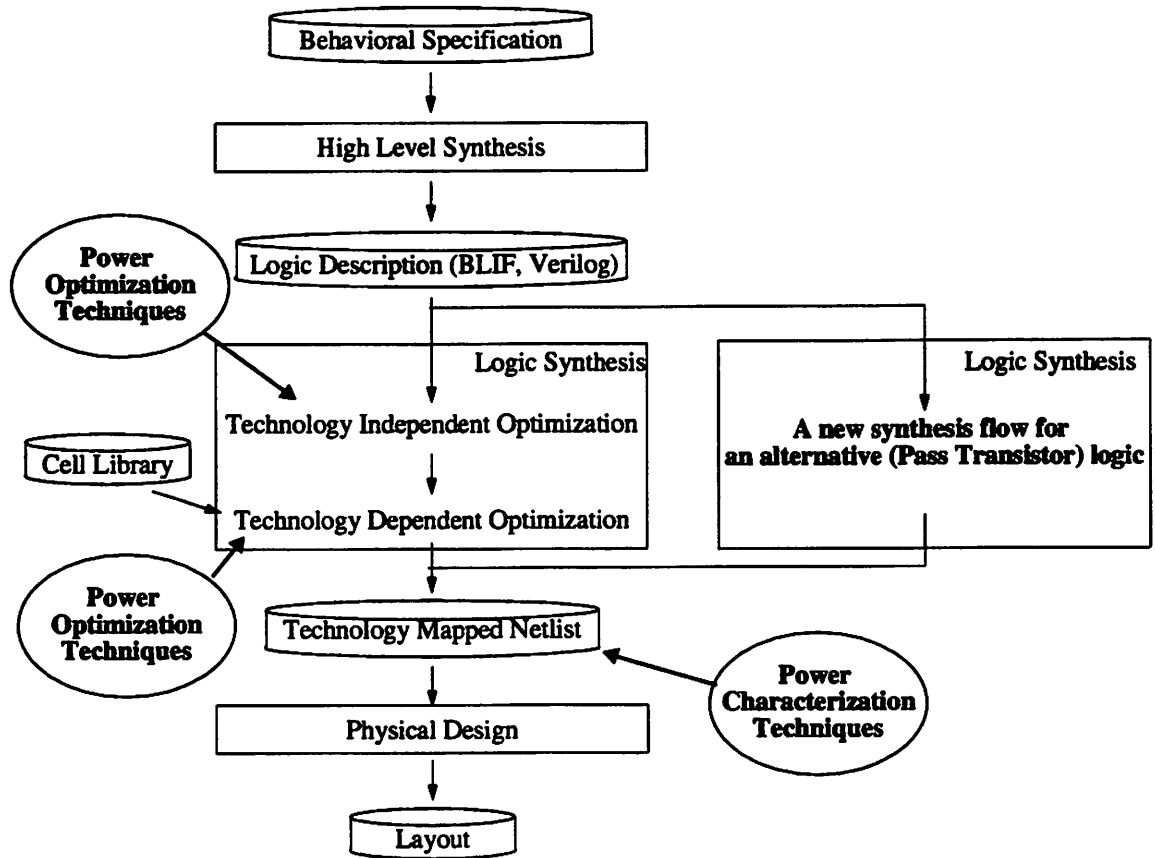 Behavioral Specification
High Level Synthesis
Power
Optimization
Techniques
Logic Description (BLIF, Verilog)
Logic Synthesis
Logic Synthesis
Technology Independent Optimization
A new synthesis flow for
an alternative (Pass Transistor) logic
Cell Library
Technology Dependent Optimization
Power
Optimization
Techniques
Technology Mapped Netlist
Power
Characterization
Techniques
Physical Design
Layout